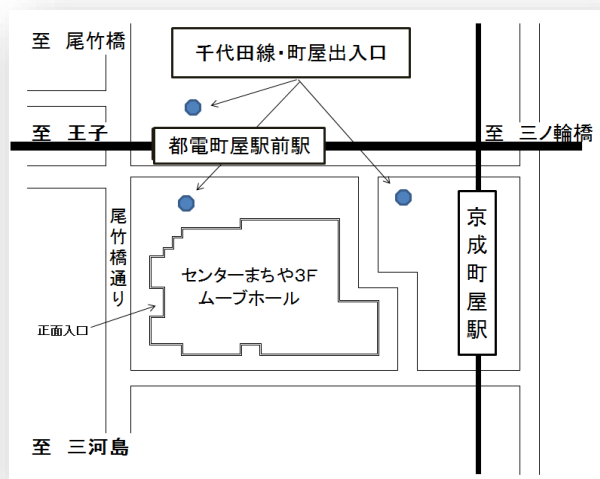 至 尾竹橋
千代田線・町屋出入口
至 王子
都電町屋駅前駅
至 三ノ輪橋
尾竹橋通り
京成町屋駅
センターまちや3F
ムーブホール
正面入口
至 三河島